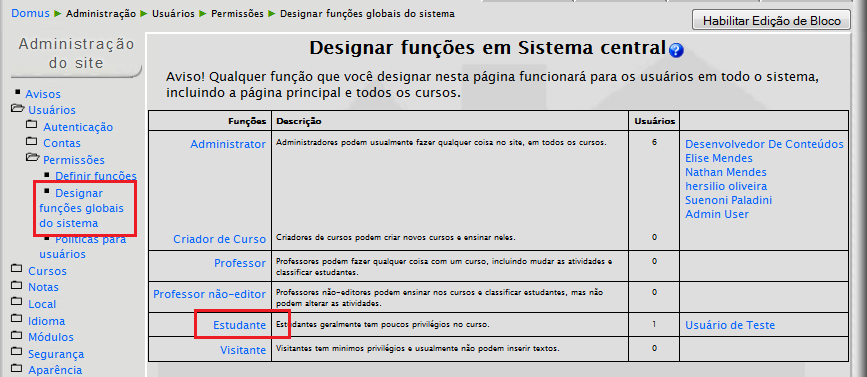 Domus ► Administração ► Usuários ► Permissões ► Designar funções globais do sistema
Habilitar Edição de Bloco
Administração
do site
Avisos
Usuários
Autenticação
Contas
Permissões
Definir funções
Designar
funções globais
do sistema
Políticas para
usuários
Cursos
Notas
Local
Idioma
Módulos
Segurança
Aparência
Designar funções em Sistema central
Aviso! Qualquer função que você designar nesta página funcionará para os usuários em todo o sistema,
incluindo a página principal e todos os cursos.
Funções Descrição Usuários
Administrator Administradores podem usualmente fazer qualquer coisa no site, em todos os cursos. 6 Desenvolvedor De Conteúdos
Elise Mendes
Nathan Mendes
hersilio oliveira
Suenoni Paladini
Admin User
Criador de Curso Criadores de cursos podem criar novos cursos e ensinar neles. 0
Professor Professores podem fazer qualquer coisa com um curso, incluindo mudar as atividades e 0
classificar estudantes.
Professor não-editor Professores não-editores podem ensinar nos cursos e classificar estudantes, mas não 0
podem alterar as atividades.
Estudante Estudantes geralmente tem poucos privilégios no curso. 1 Usuário de Teste
Visitante Visitantes tem minimos privilégios e usualmente não podem inserir textos. 0